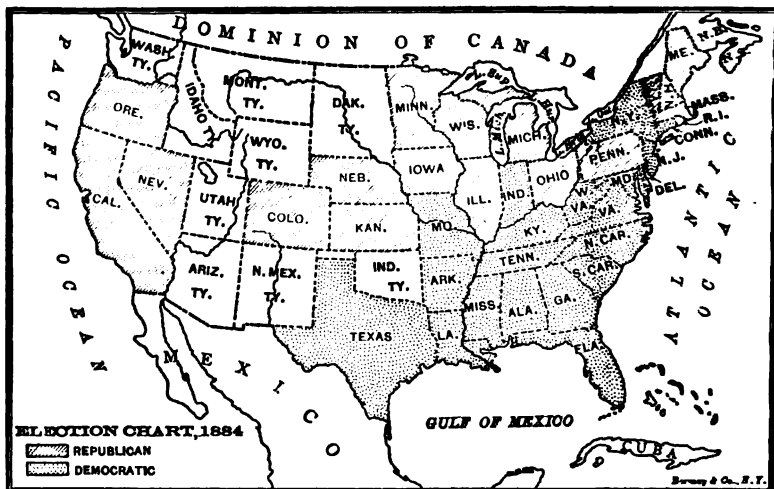 DOMINION OF CANADA
PACIFIC OCEAN
ATLANTIC OCEAN
MEXICO
GULF OF MEXICO
CUBA
WASH. TY.
MONT. TY.
IDAHO TY.
DAK. TY.
MINN.
WIS.
MICH.
L. Sup.
L. M.
H.
ME.
N.B.
N.Y.
MASS.
R.I.
CONN.
N.J.
DEL.
MD.
PENN.
OHIO
IND.
ILL.
IOWA
ORE.
WYO. TY.
NEB.
NEV.
CAL.
UTAH TY.
COLO.
KAN.
MO.
KY.
W. VA.
VA.
N. CAR.
TENN.
S. CAR.
ARIZ. TY.
N. MEX. TY.
IND. TY.
ARK.
MISS.
ALA.
GA.
TEXAS
LA.
FLA.
ELECTION CHART, 1884
REPUBLICAN
DEMOCRATIC